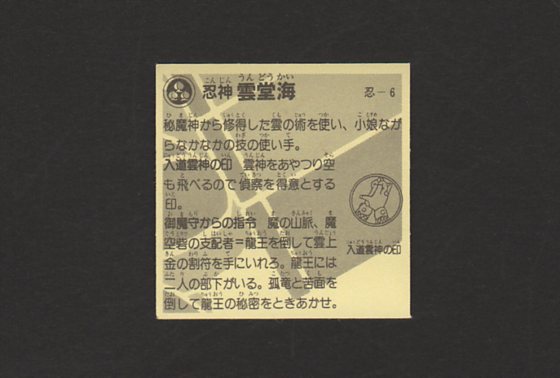 忍神 雲堂海
忍－6
秘魔神から修得した雲の術を使い、小娘なが
らなかなかの技の使い手。
入道雲神の印　雲神をあやつり空
も飛べるので偵察を得意とする
印。
御魔守からの指令　魔の山脈、魔
空砦の支配者＝龍王を倒して雲上
金の割符を手にいれろ。龍王には
二人の部下がいる。孤竜と苦面を
倒して龍王の秘密をときあかせ。
入道雲神の印